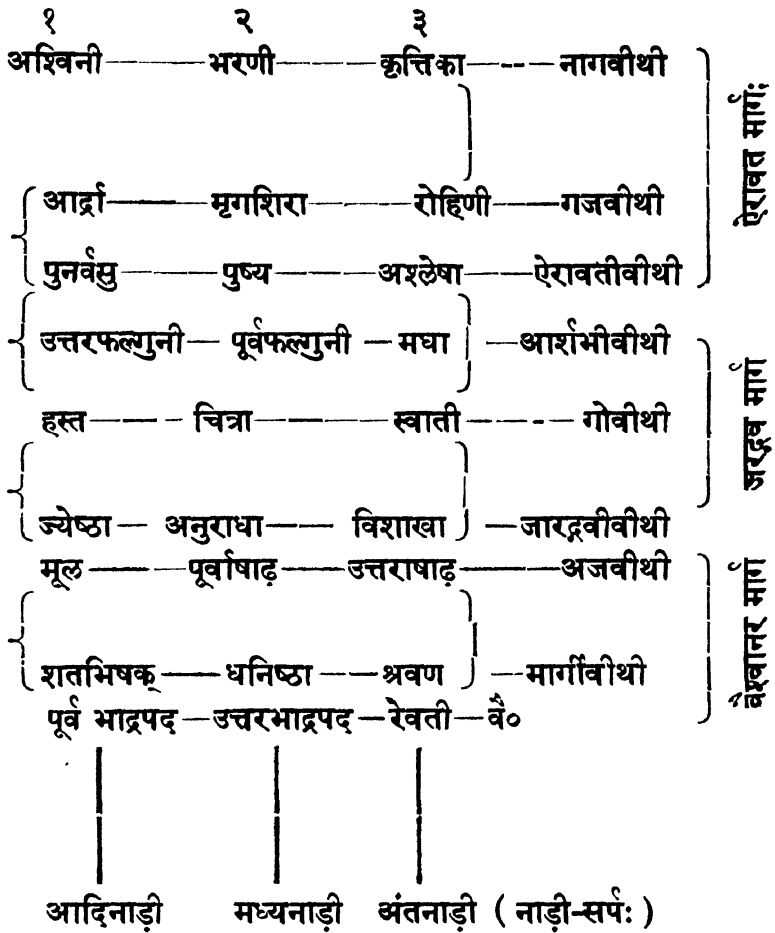 १ २ ३
अश्विनी भरणी कृत्तिका नागवीथी
आर्द्रा मृगशिरा रोहिणी गजवीथी
पुनर्वसु पुष्य अश्लेषा ऐरावतीवीथी
ऐरावत मार्ग:
उत्तरफल्गुनी पूर्वफल्गुनी मघा आर्शभीवीथी
हस्त चित्रा स्वाती गोवीथी
ज्येष्ठा अनुराधा विशाखा जारद्गवीवीथी
जरद्गव मार्ग
मूल पूर्वाषाढ़ उत्तराषाढ़ अजवीथी
शतभिषक् धनिष्ठा श्रवण मार्गीवीथी
पूर्व भाद्रपद उत्तरभाद्रपद रेवती वै०
वैश्वानर मार्ग
आदिनाड़ी मध्यनाड़ी अंतनाड़ी ( नाड़ी-सर्प: )